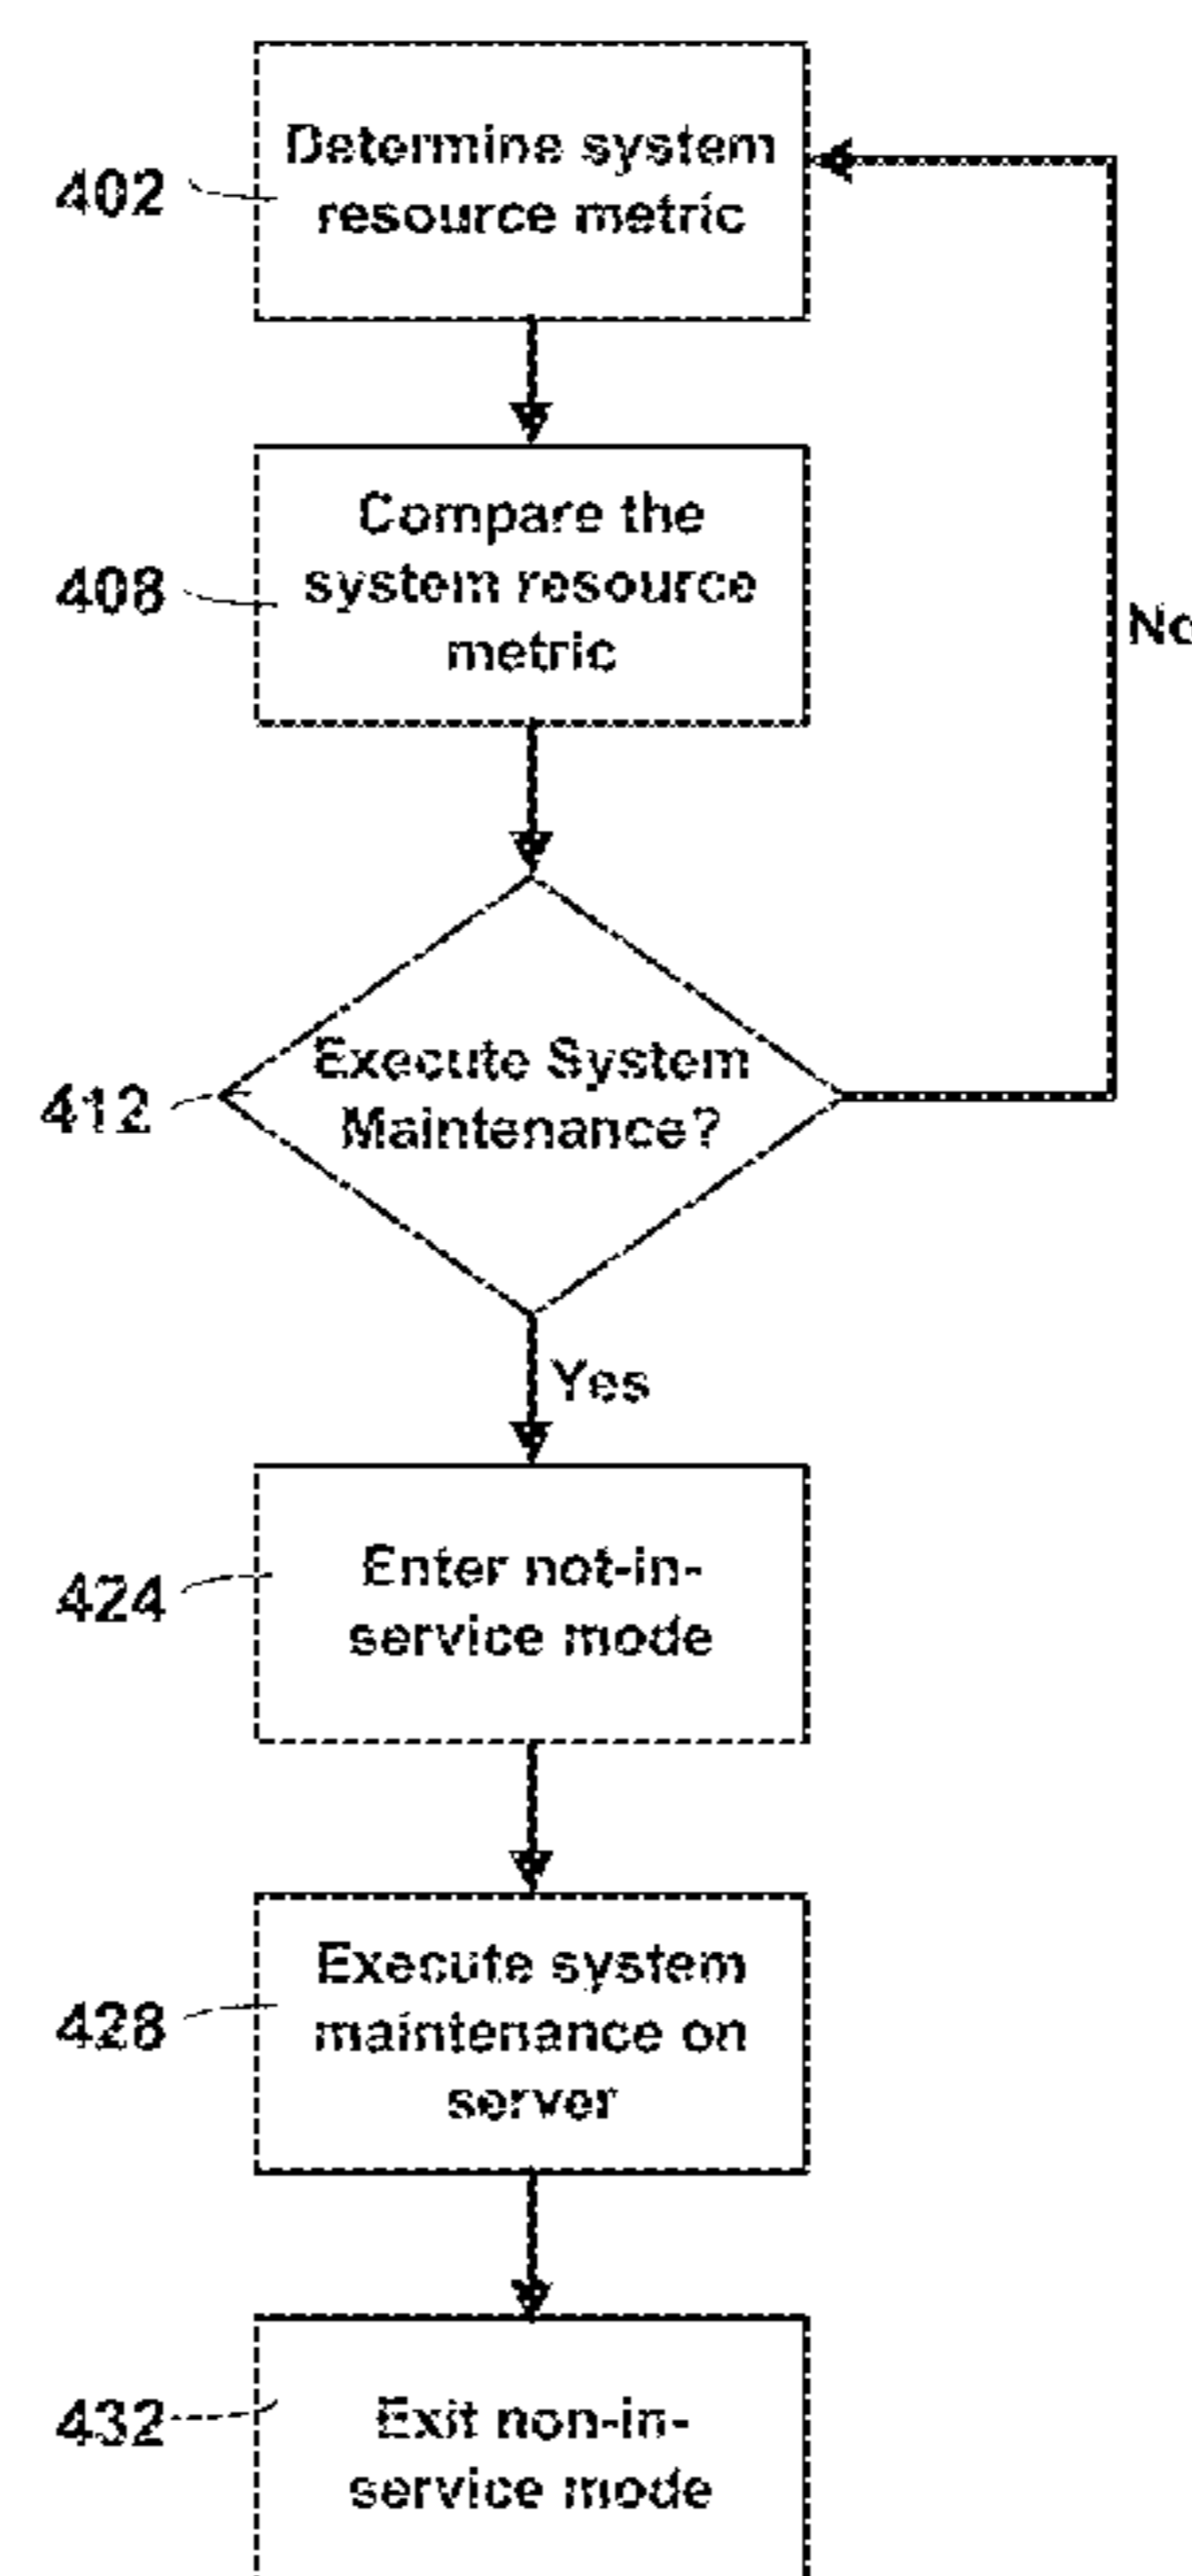 402
Determine system
resource metric
408
Compare the
system resource
metric
No
412
Execute System
Maintenance?
Yes
424
Enter not-in-
service mode
428
Execute system
maintenance on
server
432
Exit non-in-
service mode